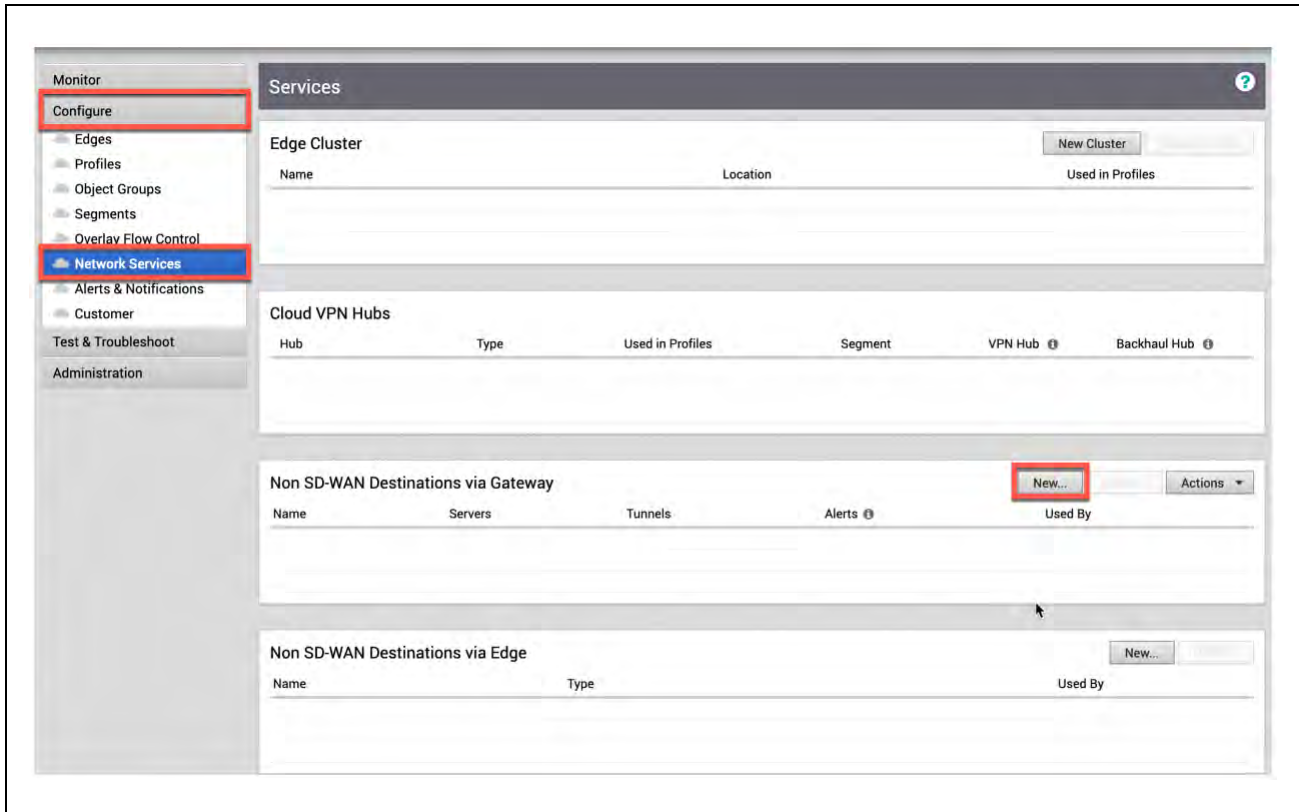 Monitor
Configure
Edges
Profiles
Object Groups
Segments
Overlay Flow Control
Network Services
Alerts & Notifications
Customer
Test & Troubleshoot
Administration
Services
?
Edge Cluster
New Cluster
Name Location Used in Profiles
Cloud VPN Hubs
Hub Type Used in Profiles Segment VPN Hub Backhaul Hub
Non SD-WAN Destinations via Gateway
New... Actions
Name Servers Tunnels Alerts Used By
Non SD-WAN Destinations via Edge
New...
Name Type Used By